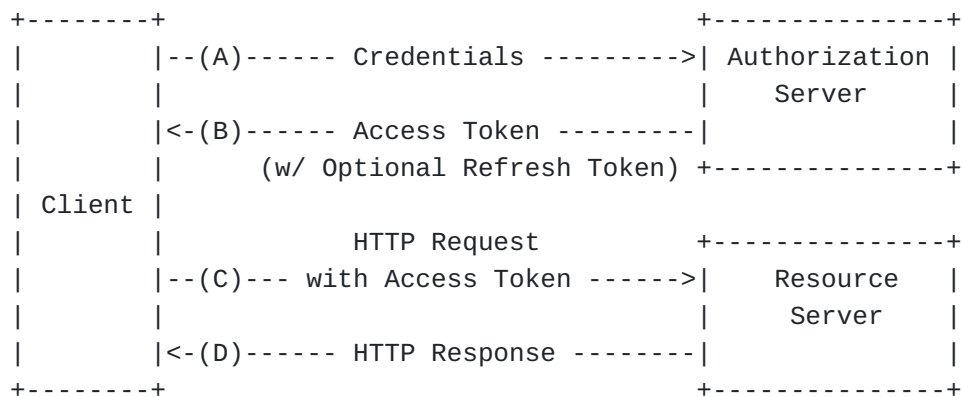 +--------+                                  +---------------+
|        |--(A)------ Credentials --------->| Authorization |
|        |                                  |    Server     |
|        |<-(B)------ Access Token ---------|               |
|        |      (w/ Optional Refresh Token) +---------------+
| Client |
|        |            HTTP Request          +---------------+
|        |--(C)--- with Access Token ------>|    Resource   |
|        |                                  |     Server    |
|        |<-(D)------ HTTP Response --------|               |
+--------+                                  +---------------+